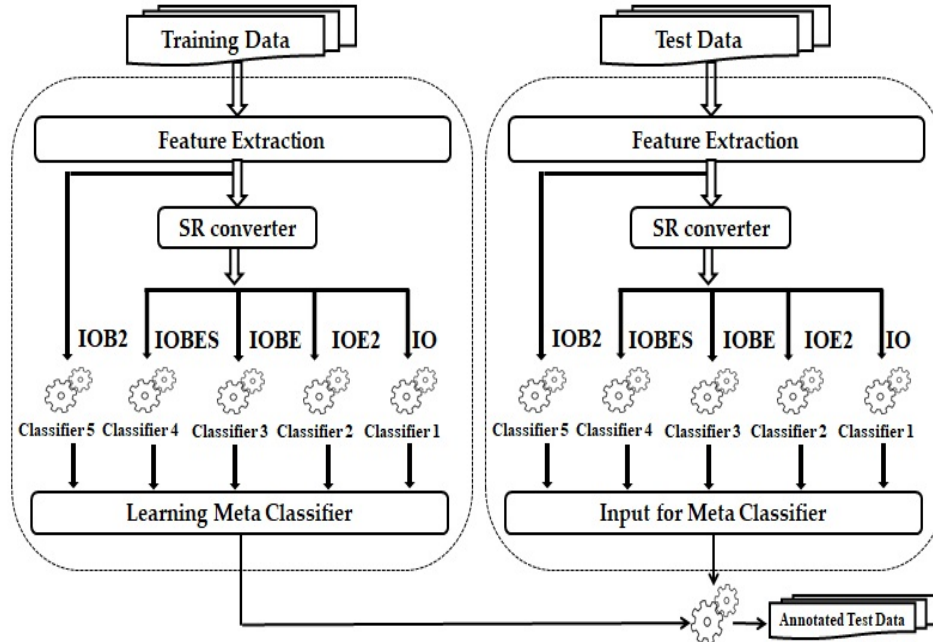 Training Data
Feature Extraction
SR converter
IOB2 IOBES IOBE IOE2 IO
Classifier 5 Classifier 4 Classifier 3 Classifier 2 Classifier 1
Learning Meta Classifier
Test Data
Feature Extraction
SR converter
IOB2 IOBES IOBE IOE2 IO
Classifier 5 Classifier 4 Classifier 3 Classifier 2 Classifier 1
Input for Meta Classifier
Annotated Test Data